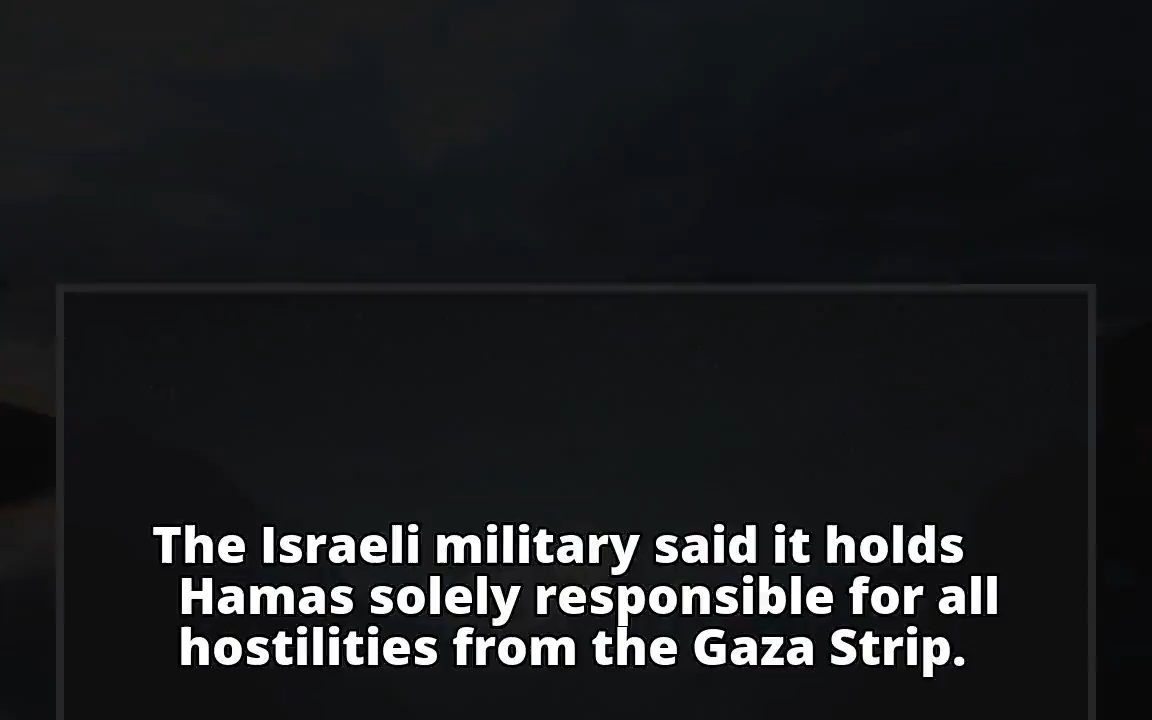 The Israeli military said it holds
Hamas solely responsible for all
hostilities from the Gaza Strip.